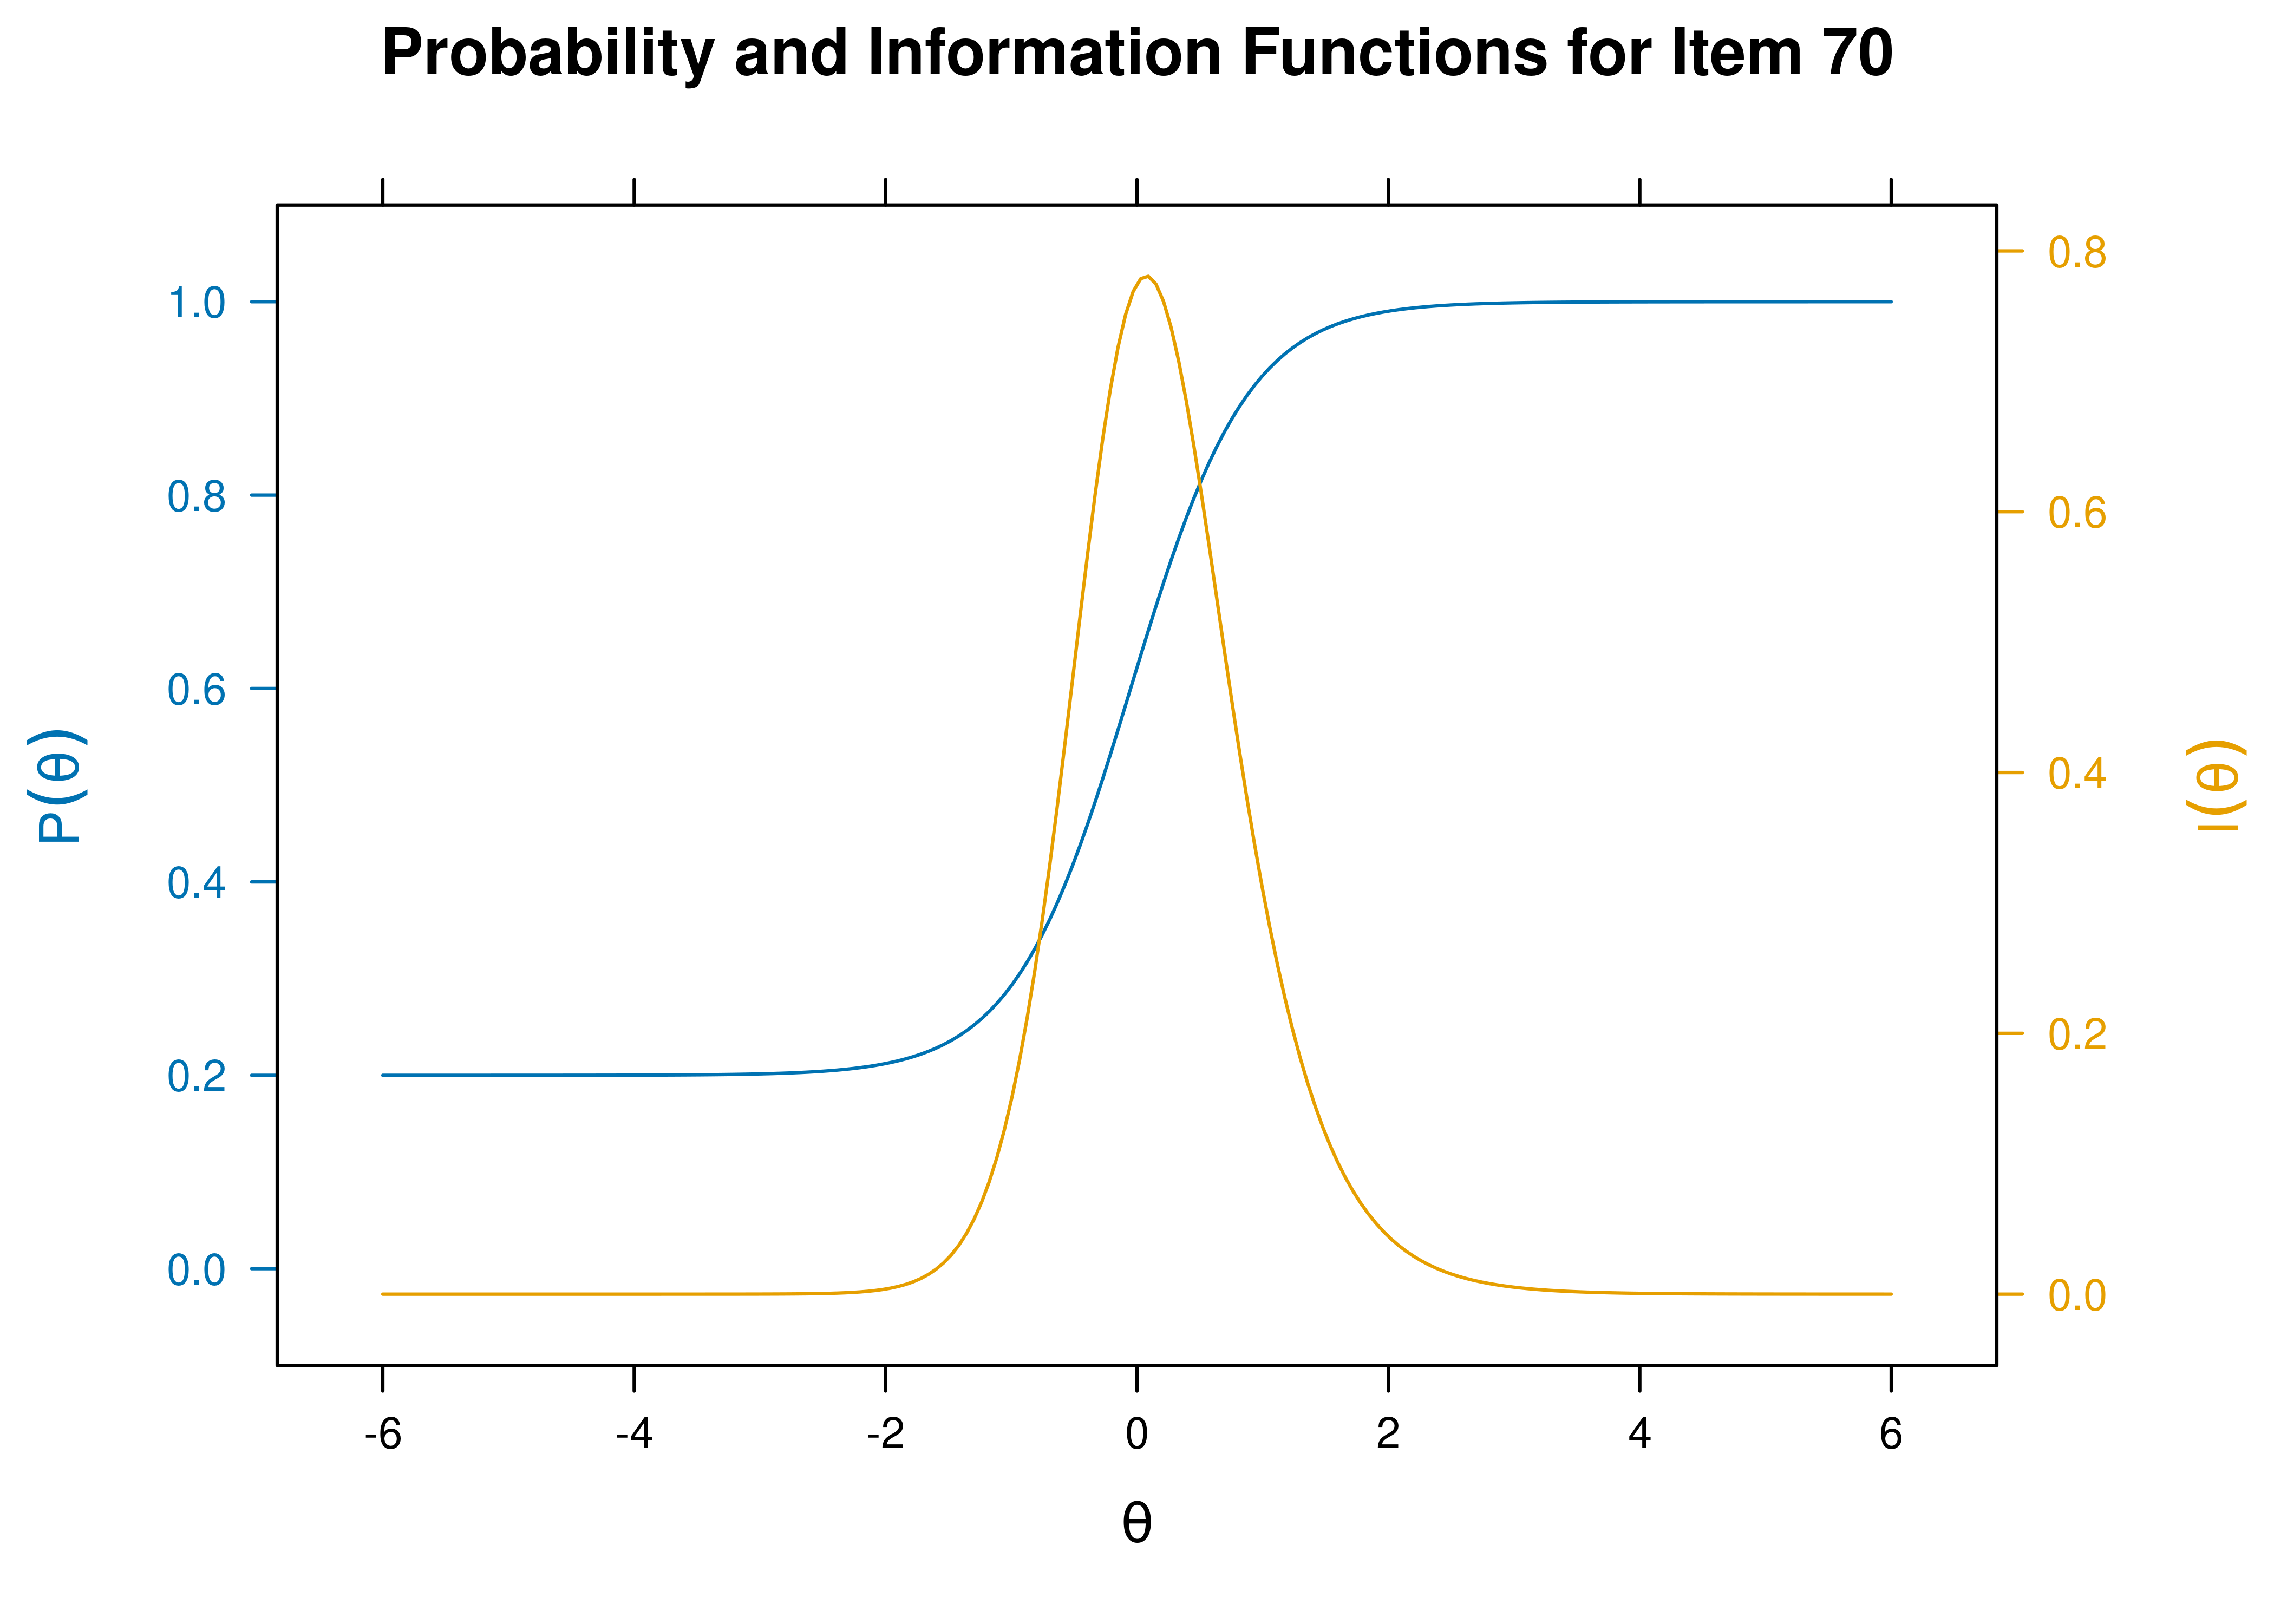 Probability and Information Functions for Item 70
1.0
0.8
0.6
0.4
0.2
0.0
P(θ)
0.8
0.6
0.4
0.2
0.0
I(θ)
-6 -4 -2 0 2 4 6
θ